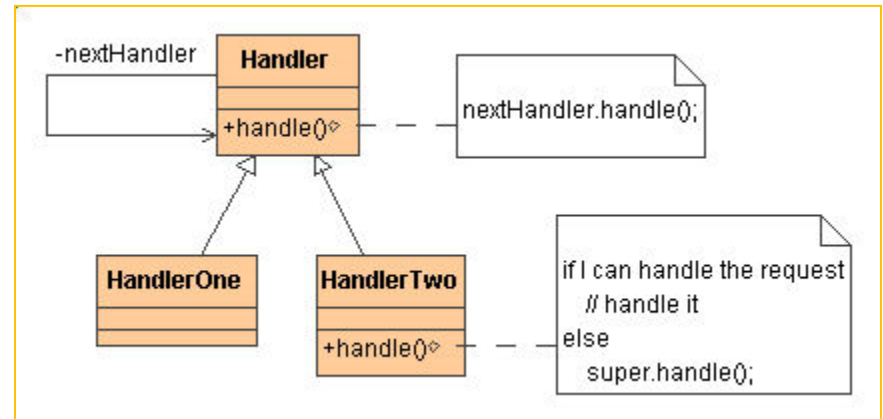 -nextHandler
Handler
+handle()
nextHandler.handle();
HandlerOne
HandlerTwo
+handle()
if I can handle the request
// handle it
else
super.handle();